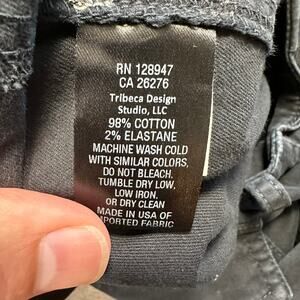 RN 128947
CA 26276
Tribeca Design
Studio, LLC
98% COTTON
2% ELASTANE
MACHINE WASH COLD
WITH SIMILAR COLORS,
DO NOT BLEACH.
TUMBLE DRY LOW,
LOW IRON,
OR DRY CLEAN
MADE IN USA OF
IMPORTED FABRIC